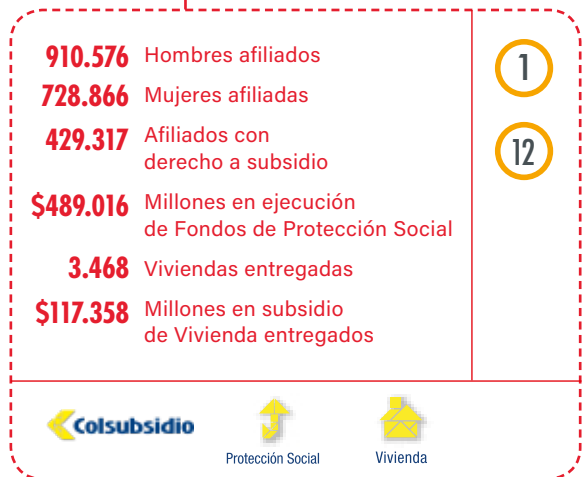 910.576 Hombres afiliados
728.866 Mujeres afiliadas
429.317 Afiliados con
derecho a subsidio
$489.016 Millones en ejecución
de Fondos de Protección Social
3.468 Viviendas entregadas
$117.358 Millones en subsidio
de Vivienda entregados
1
12
Colsubsidio
Protección Social
Vivienda